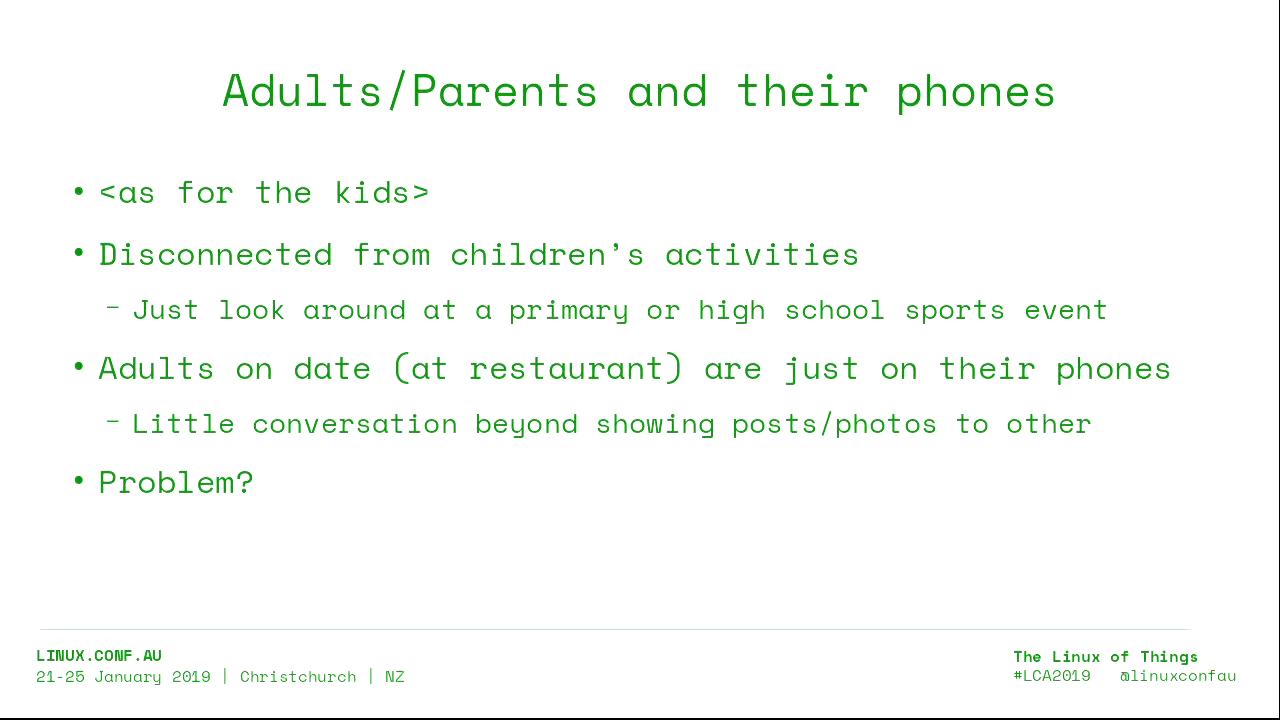 Adults/Parents and their phones
• <as for the kids>
• Disconnected from children's activities
– Just look around at a primary or high school sports event
• Adults on date (at restaurant) are just on their phones
– Little conversation beyond showing posts/photos to other
• Problem?
LINUX.CONF.AU
21-25 January 2019 | Christchurch | NZ
The Linux of Things
#LCA2019 @linuxconfau